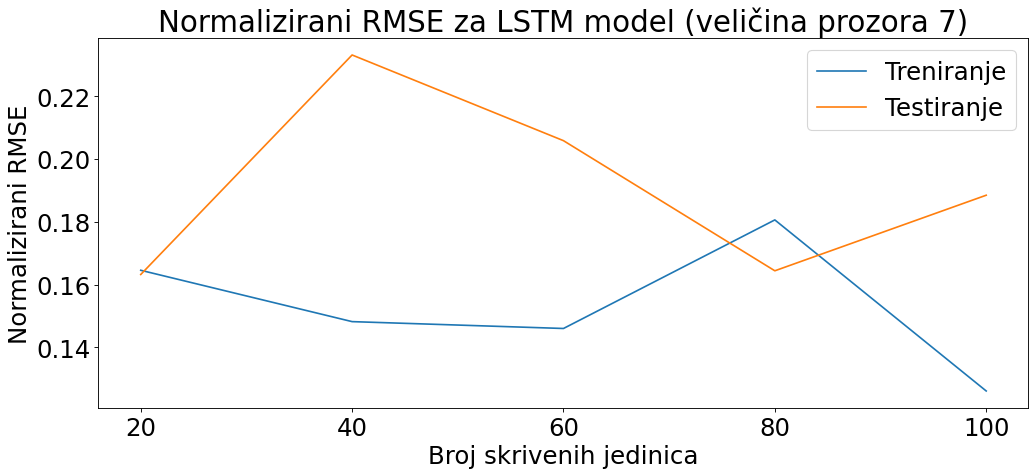 Normalizirani RMSE za LSTM model (veličina prozora 7)
Treniranje
Testiranje
Normalizirani RMSE
0.22
0.20
0.18
0.16
0.14
20 40 60 80 100
Broj skrivenih jedinica